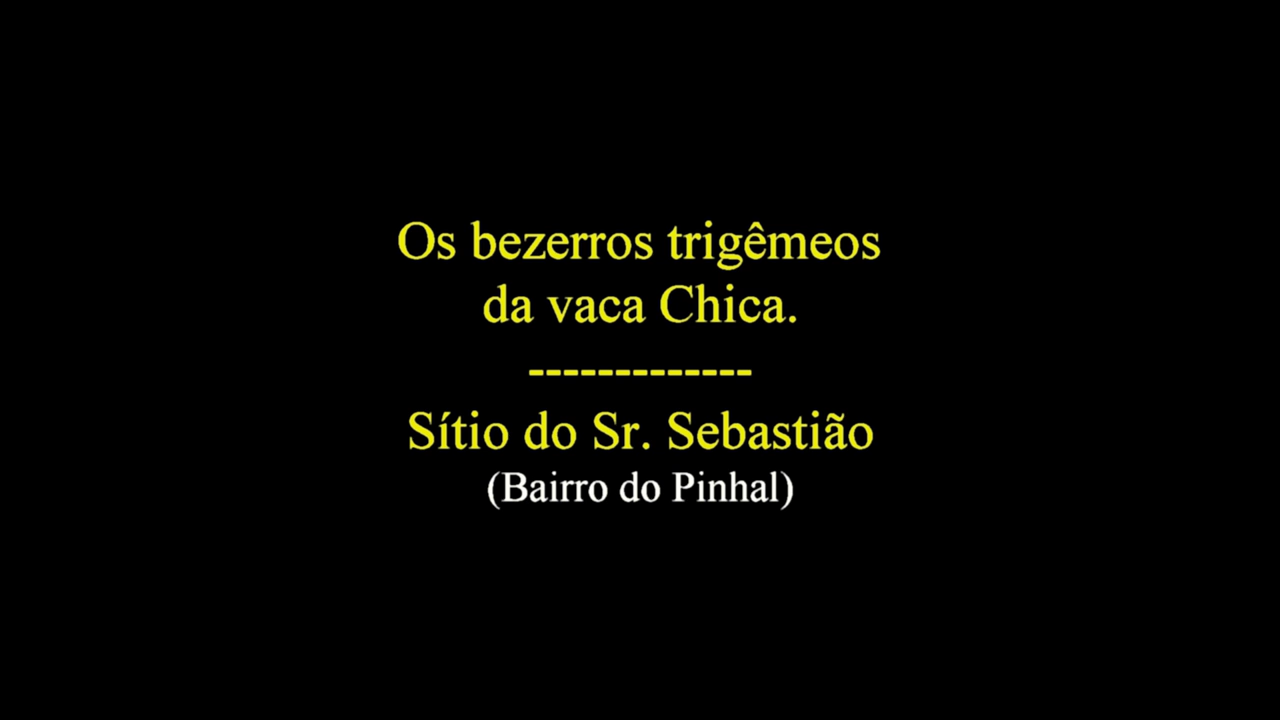 Os bezerros trigêmeos
da vaca Chica.
-------------
Sítio do Sr. Sebastião
(Bairro do Pinhal)